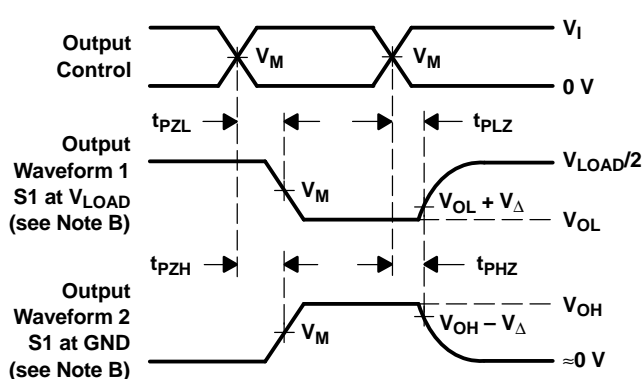 Output
Control
V_M
V_M
V_I
0 V
t_PZL
t_PLZ
Output
Waveform 1
S1 at V_LOAD
(see Note B)
V_M
V_LOAD/2
V_OL + V_Δ
V_OL
t_PZH
t_PHZ
Output
Waveform 2
S1 at GND
(see Note B)
V_M
V_OH
V_OH − V_Δ
≈0 V